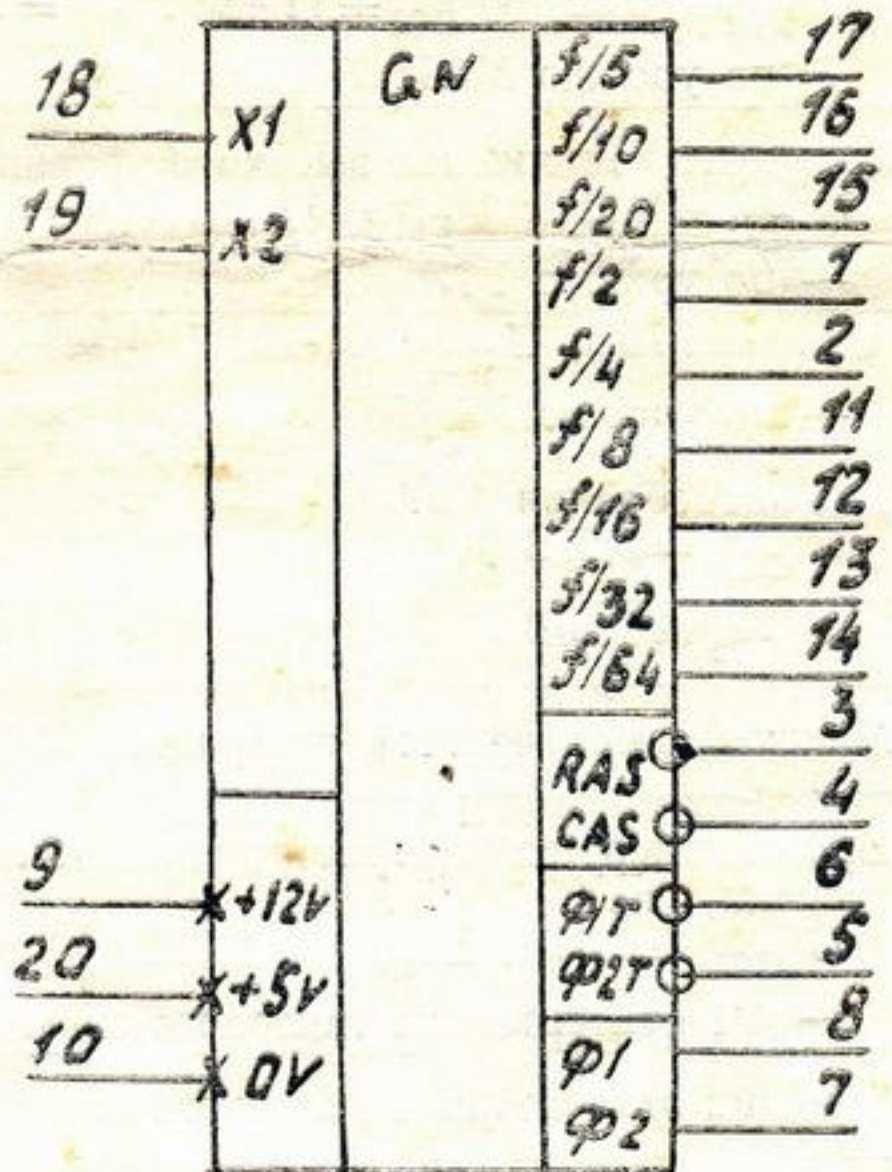 GN
18 X1
19 X2
9 +12V
20 +5V
10 0V
f/5 17
f/10 16
f/20 15
f/2 1
f/4 2
f/8 11
f/16 12
f/32 13
f/64 14
RAS 3
CAS 4
φ1T 6
φ2T 5
φ1 8
φ2 7